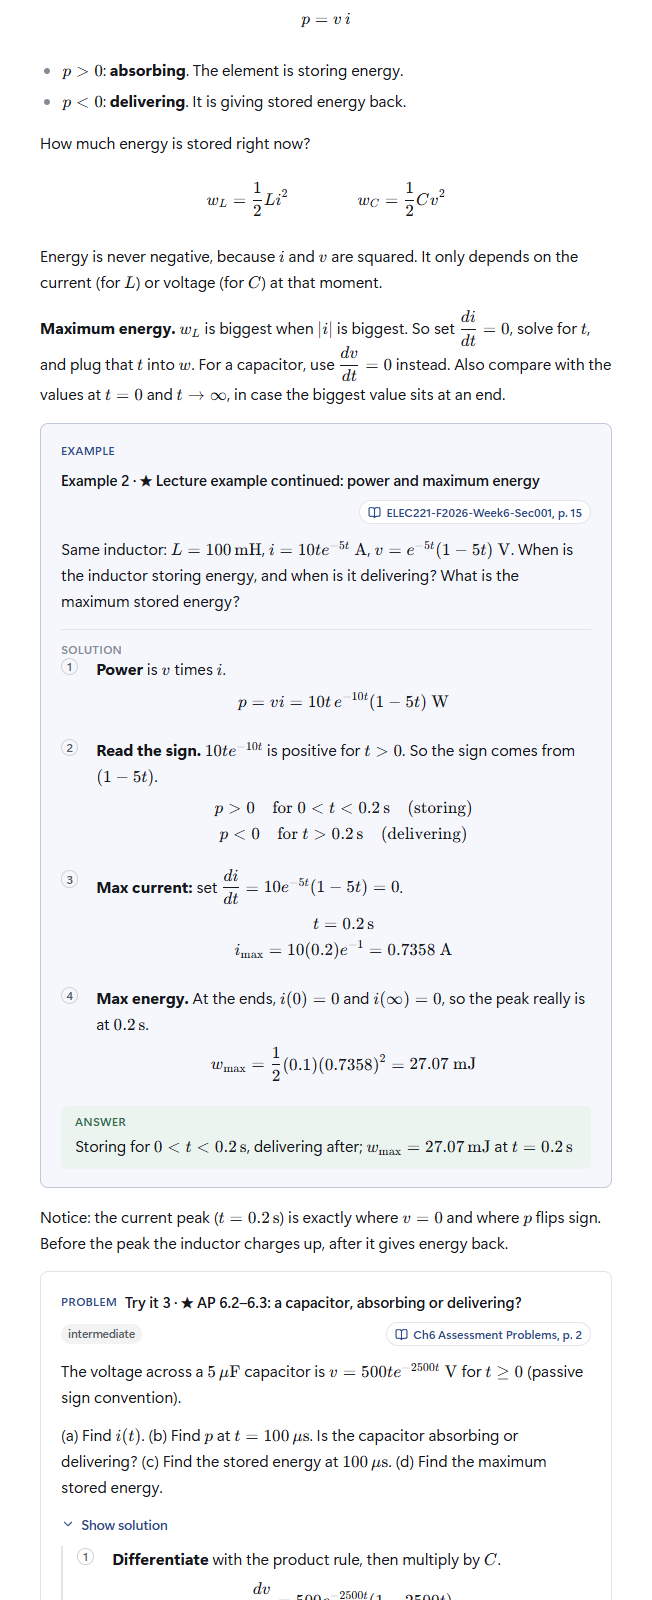 p = v i
• p > 0: absorbing. The element is storing energy.
• p < 0: delivering. It is giving stored energy back.
How much energy is stored right now?
w_L = 1/2 Li²    w_C = 1/2 Cv²
Energy is never negative, because i and v are squared. It only depends on the
current (for L) or voltage (for C) at that moment.
Maximum energy. w_L is biggest when |i| is biggest. So set di/dt = 0, solve for t,
and plug that t into w. For a capacitor, use dv/dt = 0 instead. Also compare with the
values at t = 0 and t → ∞, in case the biggest value sits at an end.
EXAMPLE
Example 2 · ★ Lecture example continued: power and maximum energy
ELEC221-F2026-Week6-Sec001, p. 15
Same inductor: L = 100 mH, i = 10te^{-5t} A, v = e^{-5t}(1 − 5t) V. When is
the inductor storing energy, and when is it delivering? What is the
maximum stored energy?
SOLUTION
1 Power is v times i.
p = vi = 10t e^{-10t}(1 − 5t) W
2 Read the sign. 10te^{-10t} is positive for t > 0. So the sign comes from
(1 − 5t).
p > 0 for 0 < t < 0.2 s (storing)
p < 0 for t > 0.2 s (delivering)
3 Max current: set di/dt = 10e^{-5t}(1 − 5t) = 0.
t = 0.2 s
i_max = 10(0.2)e^{-1} = 0.7358 A
4 Max energy. At the ends, i(0) = 0 and i(∞) = 0, so the peak really is
at 0.2 s.
w_max = 1/2 (0.1)(0.7358)² = 27.07 mJ
ANSWER
Storing for 0 < t < 0.2 s, delivering after; w_max = 27.07 mJ at t = 0.2 s
Notice: the current peak (t = 0.2 s) is exactly where v = 0 and where p flips sign.
Before the peak the inductor charges up, after it gives energy back.
PROBLEM Try it 3 · ★ AP 6.2–6.3: a capacitor, absorbing or delivering?
intermediate
Ch6 Assessment Problems, p. 2
The voltage across a 5 μF capacitor is v = 500te^{-2500t} V for t ≥ 0 (passive
sign convention).
(a) Find i(t). (b) Find p at t = 100 μs. Is the capacitor absorbing or
delivering? (c) Find the stored energy at 100 μs. (d) Find the maximum
stored energy.
Show solution
1 Differentiate with the product rule, then multiply by C.
dv